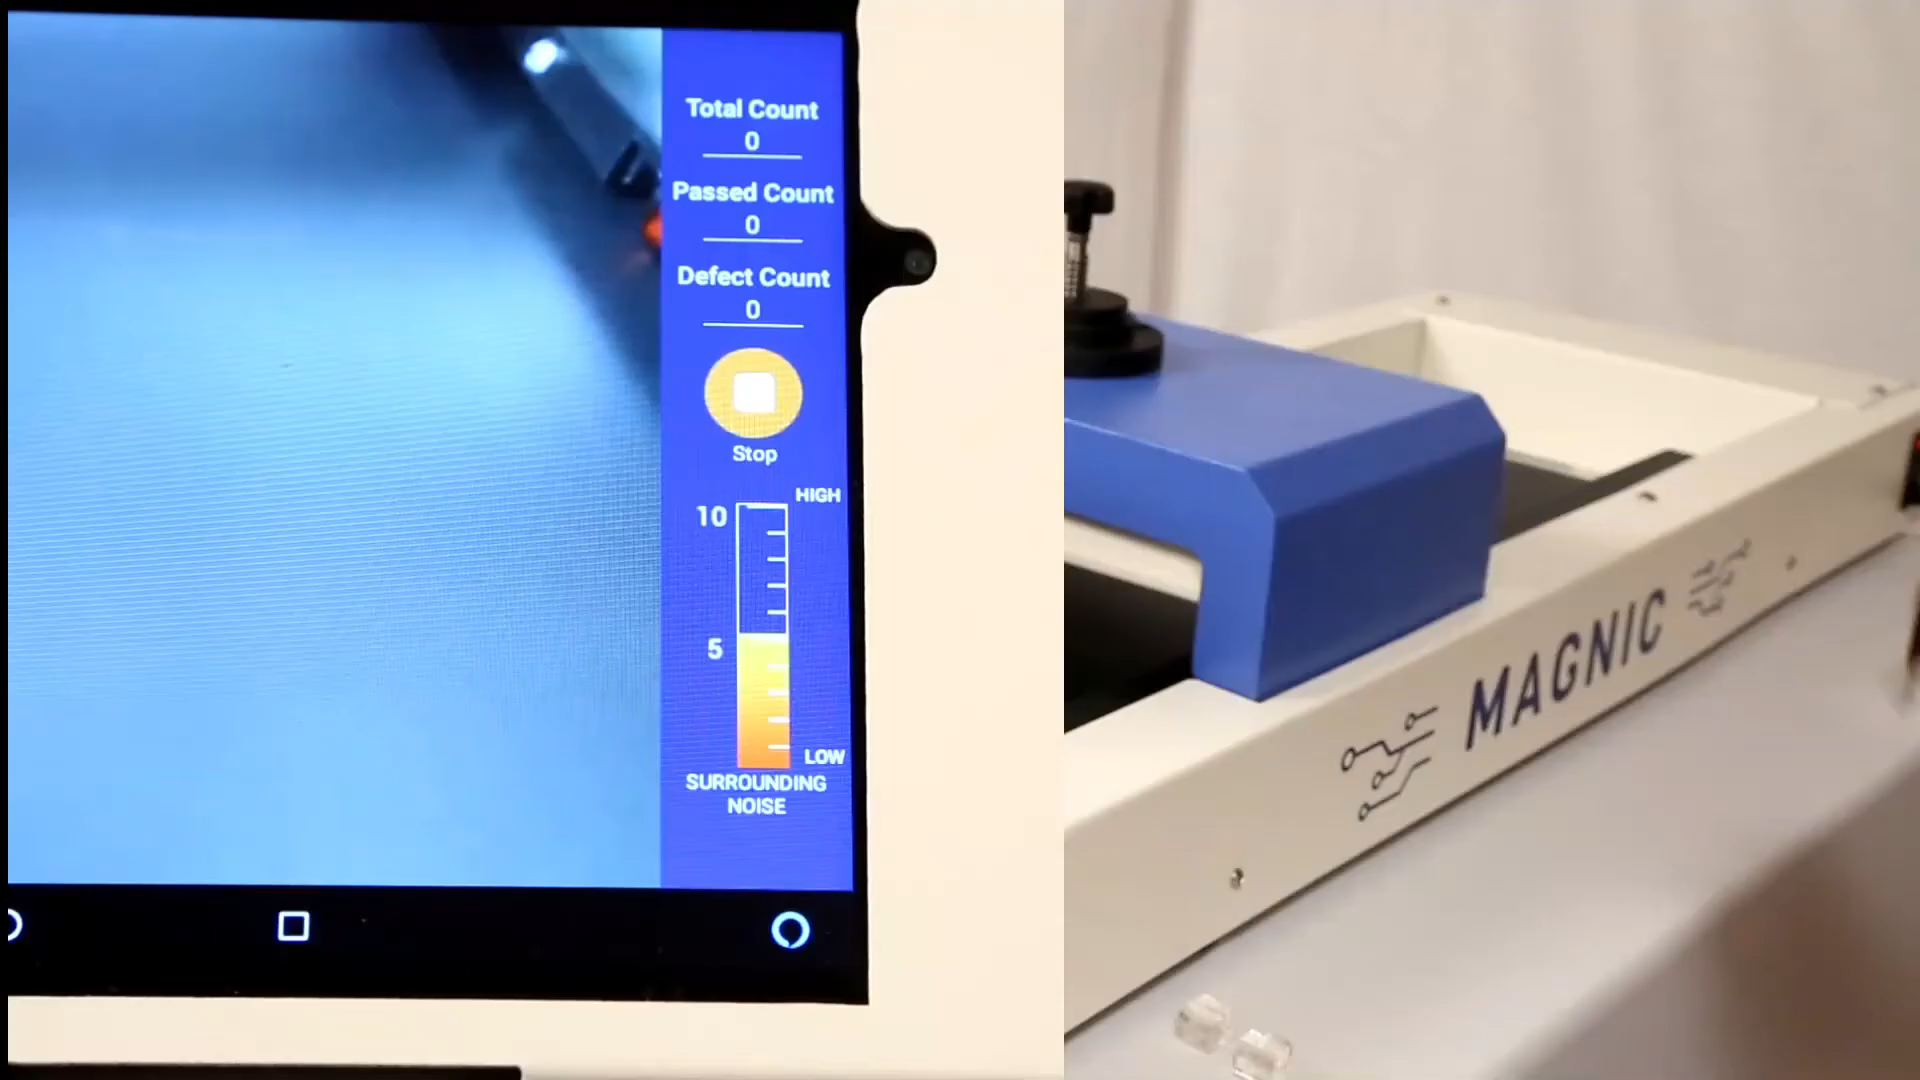 Total Count
0
Passed Count
0
Defect Count
0
Stop
HIGH
10
5
LOW
SURROUNDING
NOISE
MAGNIC